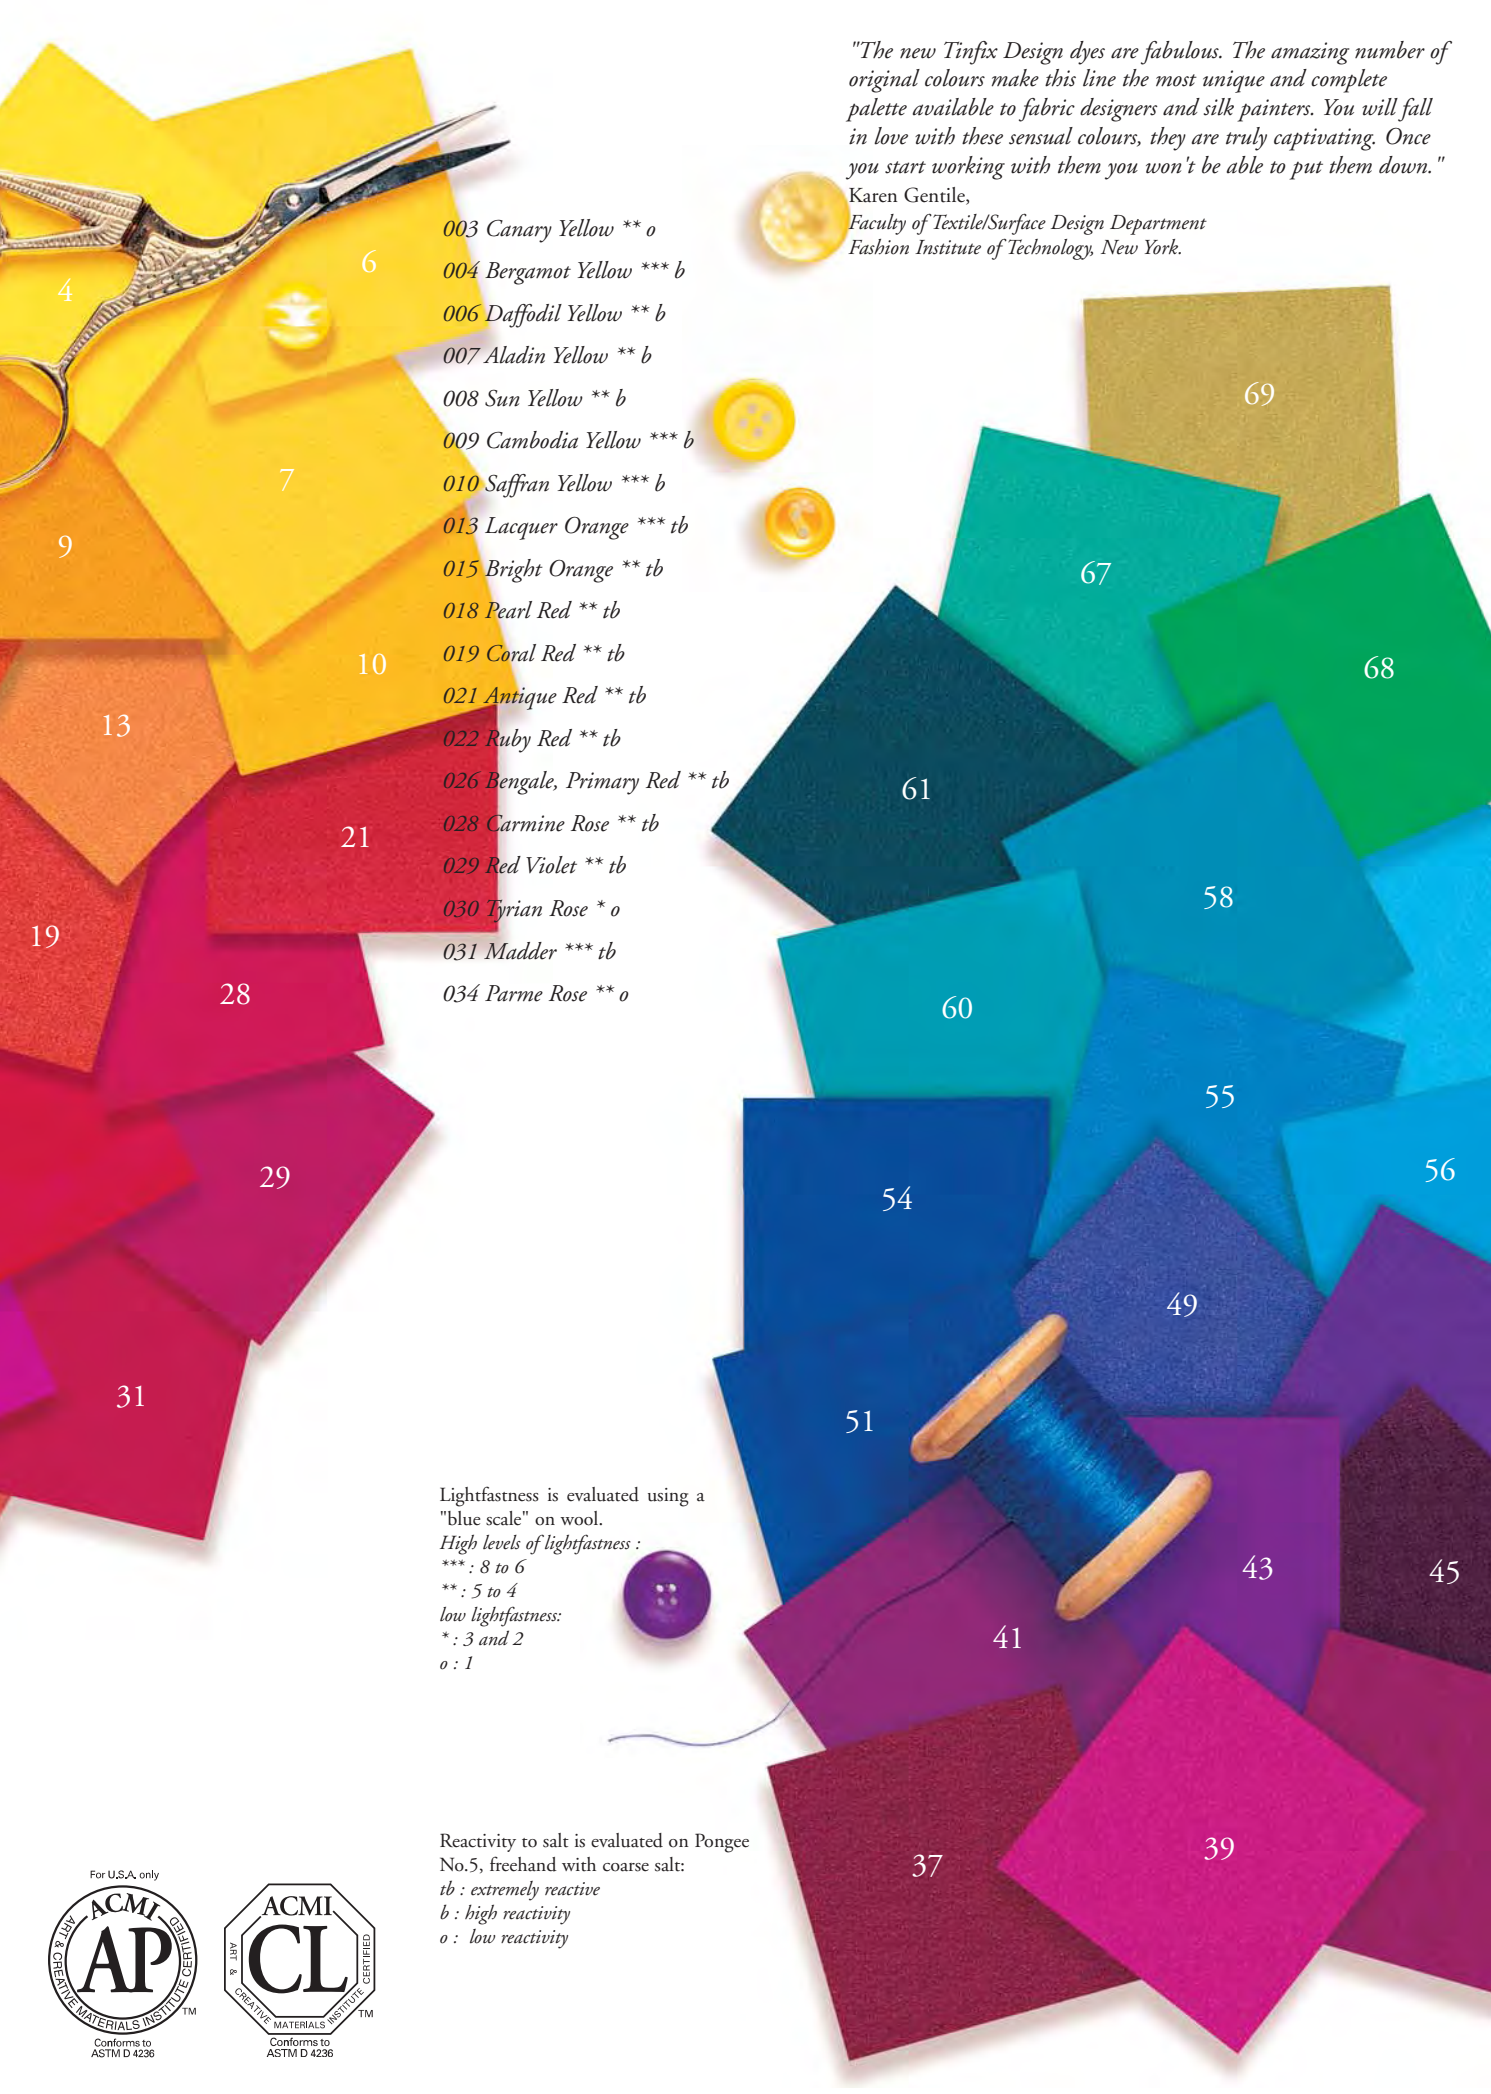 "The new Tinfix Design dyes are fabulous. The amazing number of
original colours make this line the most unique and complete
palette available to fabric designers and silk painters. You will fall
in love with these sensual colours, they are truly captivating. Once
you start working with them you won't be able to put them down."
Karen Gentile,
Faculty of Textile/Surface Design Department
Fashion Institute of Technology, New York.
003 Canary Yellow ** o
004 Bergamot Yellow *** b
006 Daffodil Yellow ** b
007 Aladin Yellow ** b
008 Sun Yellow ** b
009 Cambodia Yellow *** b
010 Saffran Yellow *** b
013 Lacquer Orange *** tb
015 Bright Orange ** tb
018 Pearl Red ** tb
019 Coral Red ** tb
021 Antique Red ** tb
022 Ruby Red ** tb
026 Bengale, Primary Red ** tb
028 Carmine Rose ** tb
029 Red Violet ** tb
030 Tyrian Rose * o
031 Madder *** tb
034 Parme Rose ** o
4
6
7
9
10
13
21
19
28
29
31
69
67
68
61
58
60
55
56
54
49
51
43
45
41
39
37
Lightfastness is evaluated using a
"blue scale" on wool.
High levels of lightfastness :
*** : 8 to 6
** : 5 to 4
low lightfastness:
* : 3 and 2
o : 1
Reactivity to salt is evaluated on Pongee
No.5, freehand with coarse salt:
tb : extremely reactive
b : high reactivity
o : low reactivity
For U.S.A. only
ACMI
AP
ART & CREATIVE MATERIALS INSTITUTE CERTIFIED
TM
Conforms to
ASTM D 4236
ACMI
CL
ART & CREATIVE MATERIALS INSTITUTE CERTIFIED
TM
Conforms to
ASTM D 4236